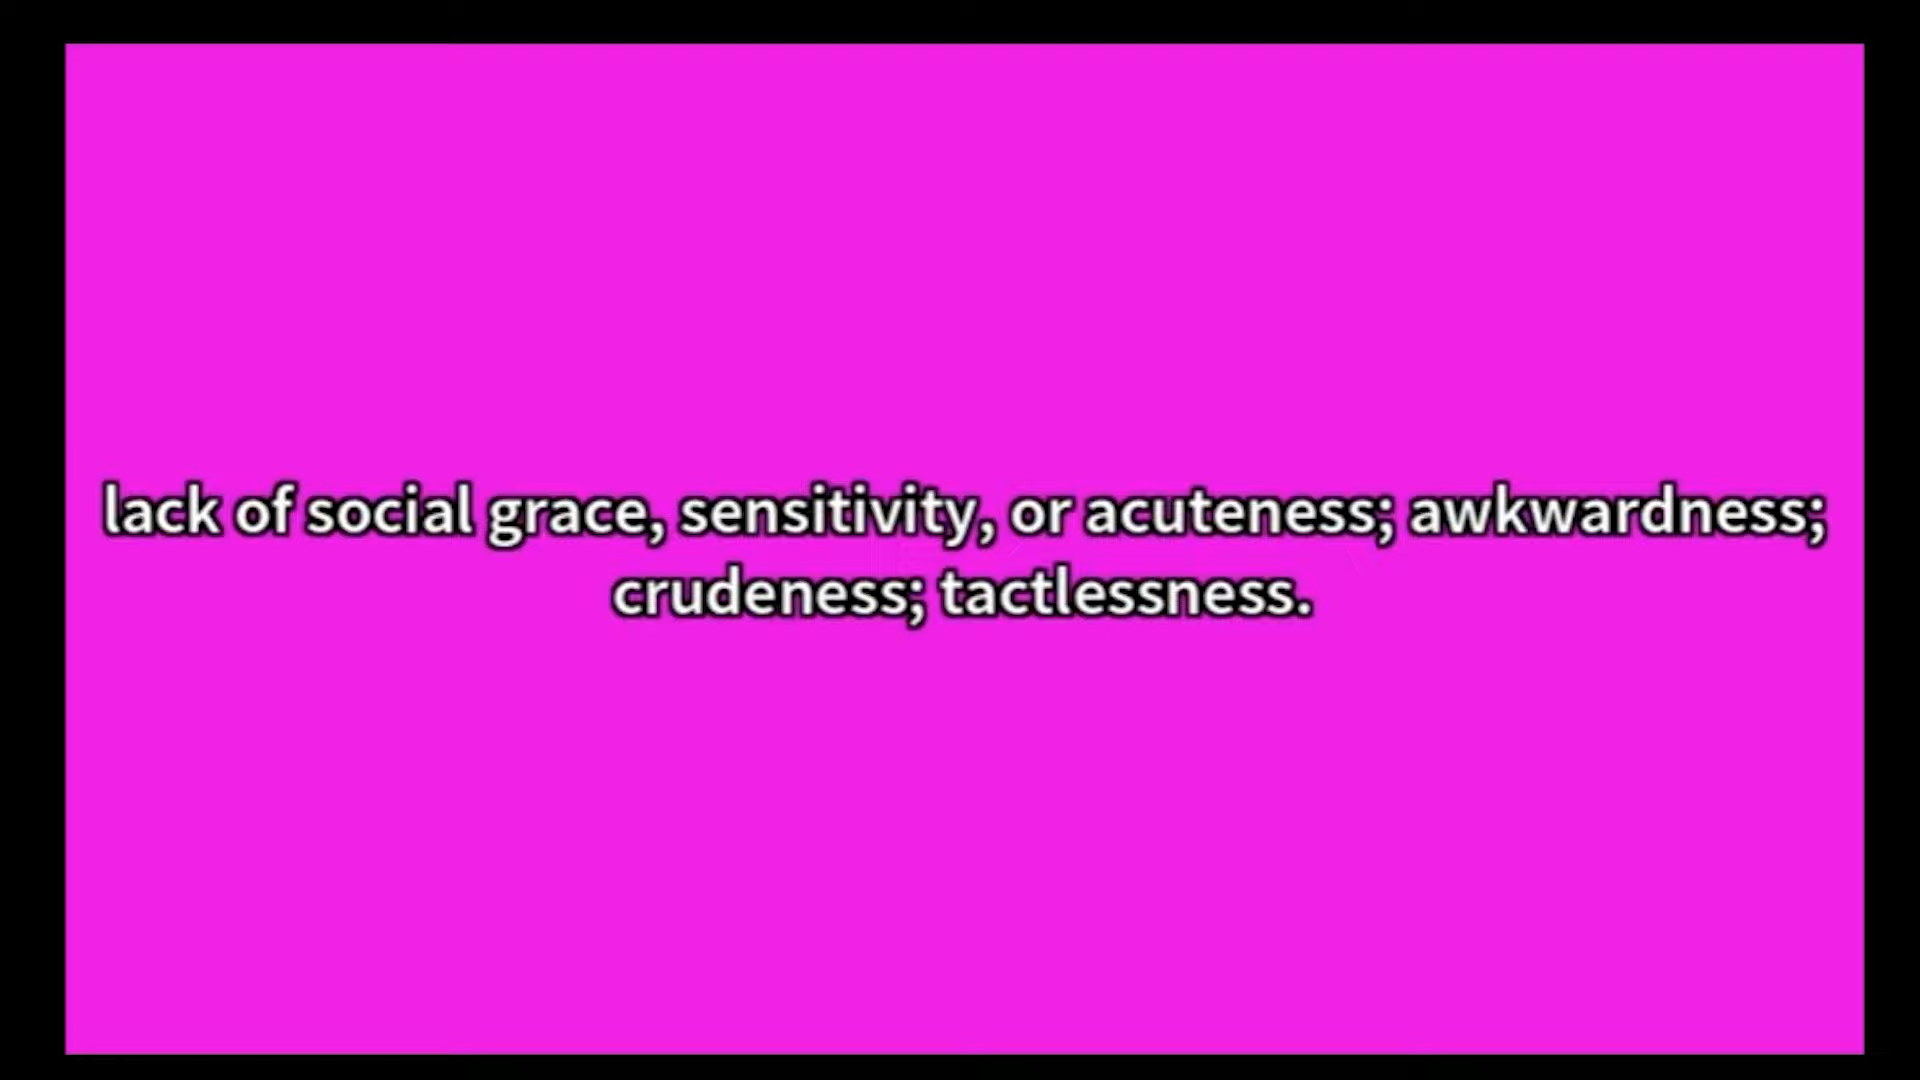 lack of social grace, sensitivity, or acuteness; awkwardness;
crudeness; tactlessness.